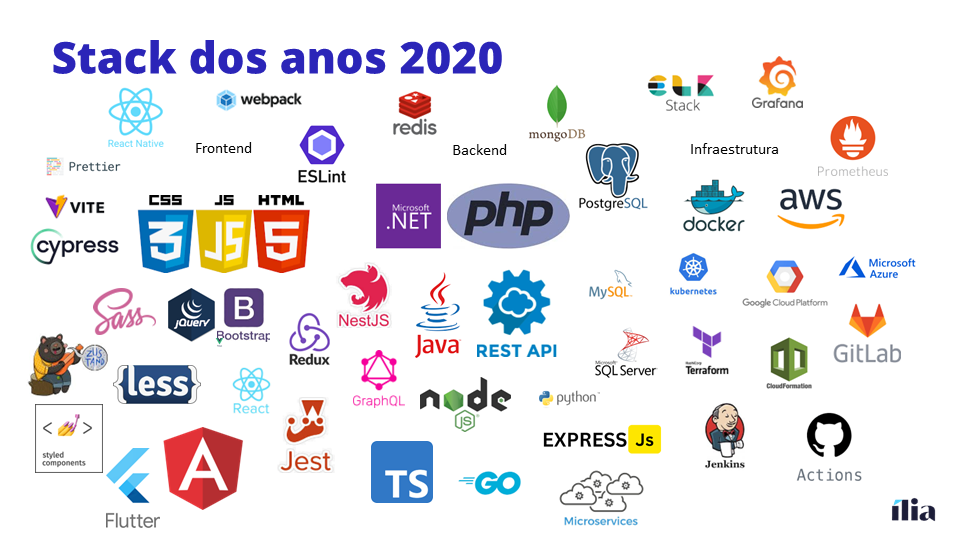 Stack dos anos 2020
React Native
webpack
redis
mongoDB
ELK
Stack
Grafana
Frontend
Backend
Infraestrutura
Prettier
ESLint
PostgreSQL
Prometheus
VITE
CSS
JS
HTML
3
JS
5
Microsoft
.NET
php
docker
aws
cypress
Sass
jQuery
Bootstrap
B
NestJS
Java
REST API
MySQL
kubernetes
Google Cloud Platform
Microsoft
Azure
ZUSTAND
Redux
GraphQL
Microsoft
SQL Server
HashiCorp
Terraform
CloudFormation
GitLab
{less}
React
node
JS
python
EXPRESS Js
< >
styled
components
Jest
TS
GO
Jenkins
Actions
A
Flutter
Microservices
ília